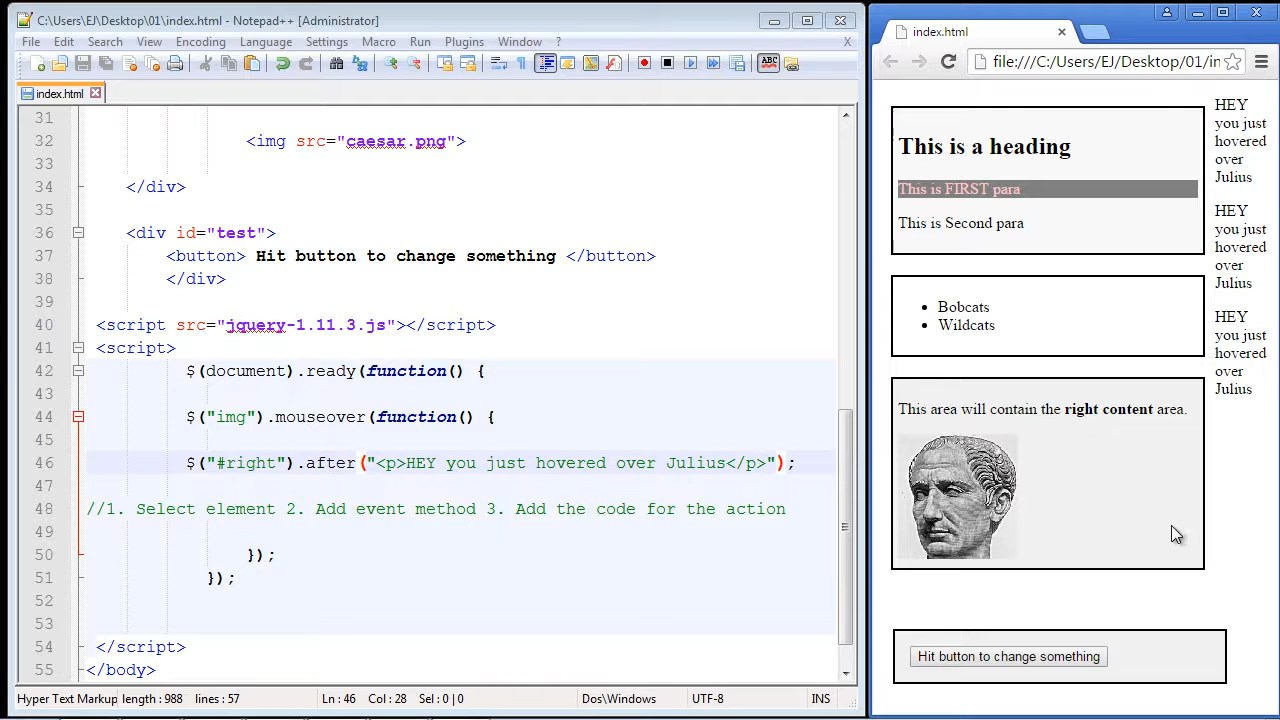 C:\Users\EJ\Desktop\01\index.html - Notepad++ [Administrator]
File Edit Search View Encoding Language Settings Macro Run Plugins Window ? X
index.html
31
32 <img src="caesar.png">
33
34 </div>
35
36 <div id="test">
37 <button> Hit button to change something </button>
38 </div>
39
40 <script src="jquery-1.11.3.js"></script>
41 <script>
42 $(document).ready(function() {
43
44 $("img").mouseover(function() {
45
46 $("#right").after("<p>HEY you just hovered over Julius</p>");
47
48 //1. Select element 2. Add event method 3. Add the code for the action
49
50 });
51 });
52
53
54 </script>
55 </body>
Hyper Text Markup length : 988 lines : 57 Ln : 46 Col : 28 Sel : 0 | 0 Dos\Windows UTF-8 INS
index.html
file:///C:/Users/EJ/Desktop/01/in
This is a heading
This is FIRST para
This is Second para
Bobcats
Wildcats
This area will contain the right content area.
Hit button to change something
HEY
you just
hovered
over
Julius
HEY
you just
hovered
over
Julius
HEY
you just
hovered
over
Julius